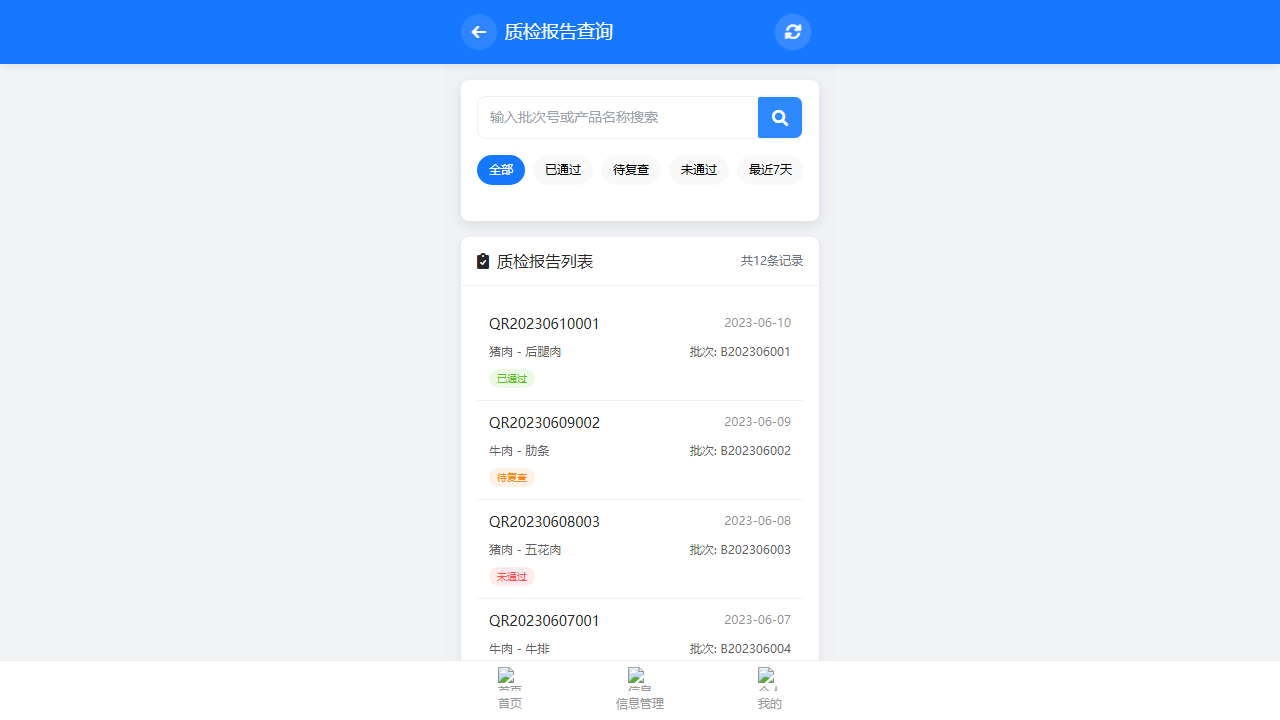 质检报告查询
输入批次号或产品名称搜索
全部 已通过 待复查 未通过 最近7天
质检报告列表 共12条记录
QR20230610001 2023-06-10
猪肉 - 后腿肉 批次: B202306001
已通过
QR20230609002 2023-06-09
牛肉 - 肋条 批次: B202306002
待复查
QR20230608003 2023-06-08
猪肉 - 五花肉 批次: B202306003
未通过
QR20230607001 2023-06-07
牛肉 - 牛排 批次: B202306004
首页 信息管理 我的